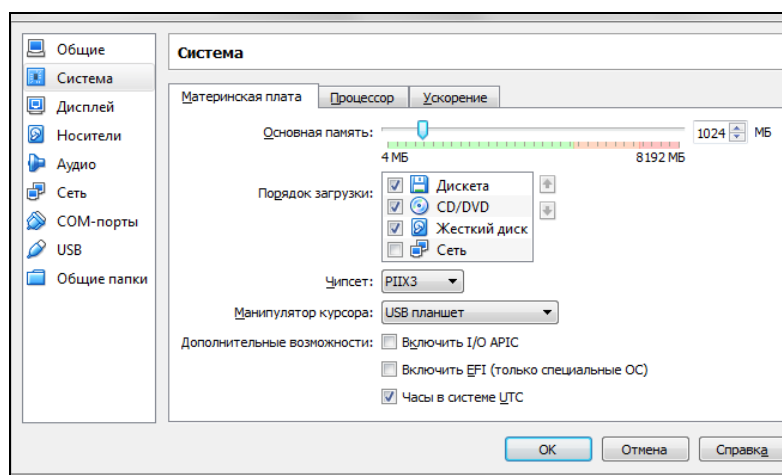 Общие
Система
Дисплей
Носители
Аудио
Сеть
COM-порты
USB
Общие папки
Система
Материнская плата Процессор Ускорение
Основная память: 1024 МБ
4 МБ 8192 МБ
Порядок загрузки: Дискета
CD/DVD
Жесткий диск
Сеть
Чипсет: PIIX3
Манипулятор курсора: USB планшет
Дополнительные возможности: Включить I/O APIC
Включить EFI (только специальные ОС)
Часы в системе UTC
OK Отмена Справка